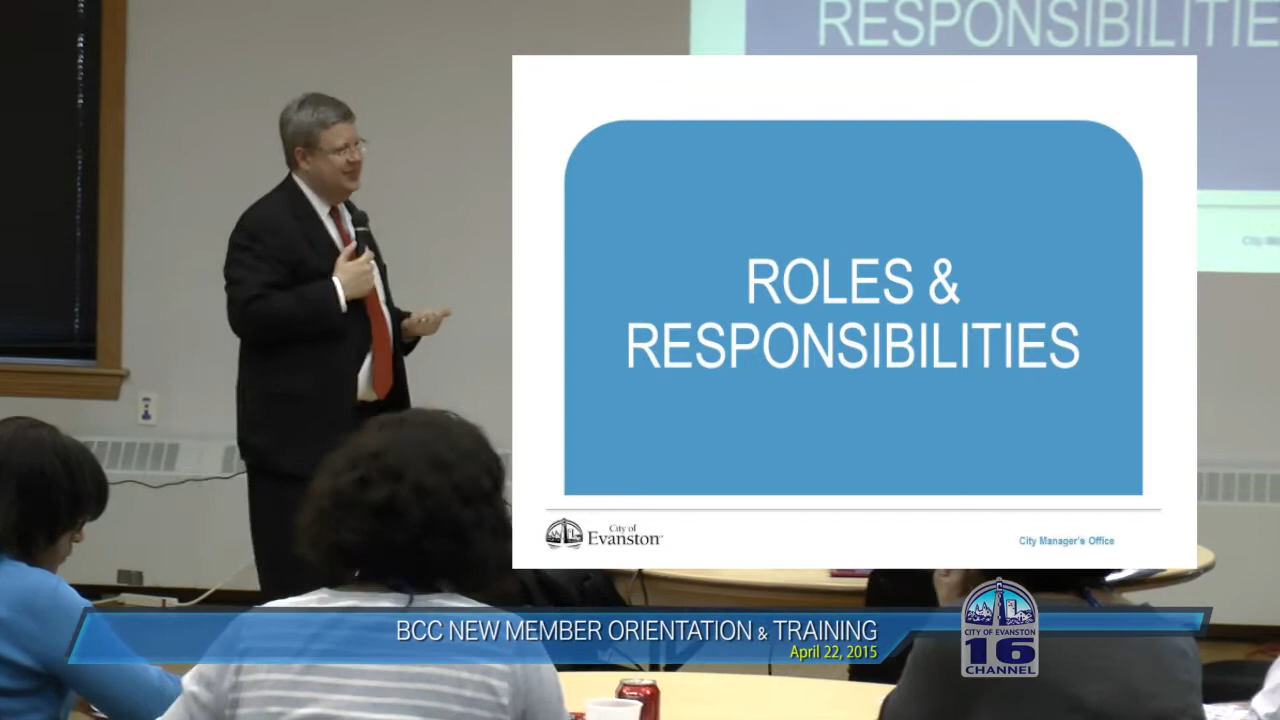 RESPONSIBILITIE
ROLES &
RESPONSIBILITIES
City of
Evanston
City Manager's Office
BCC NEW MEMBER ORIENTATION & TRAINING
April 22, 2015
CITY OF EVANSTON
16
CHANNEL